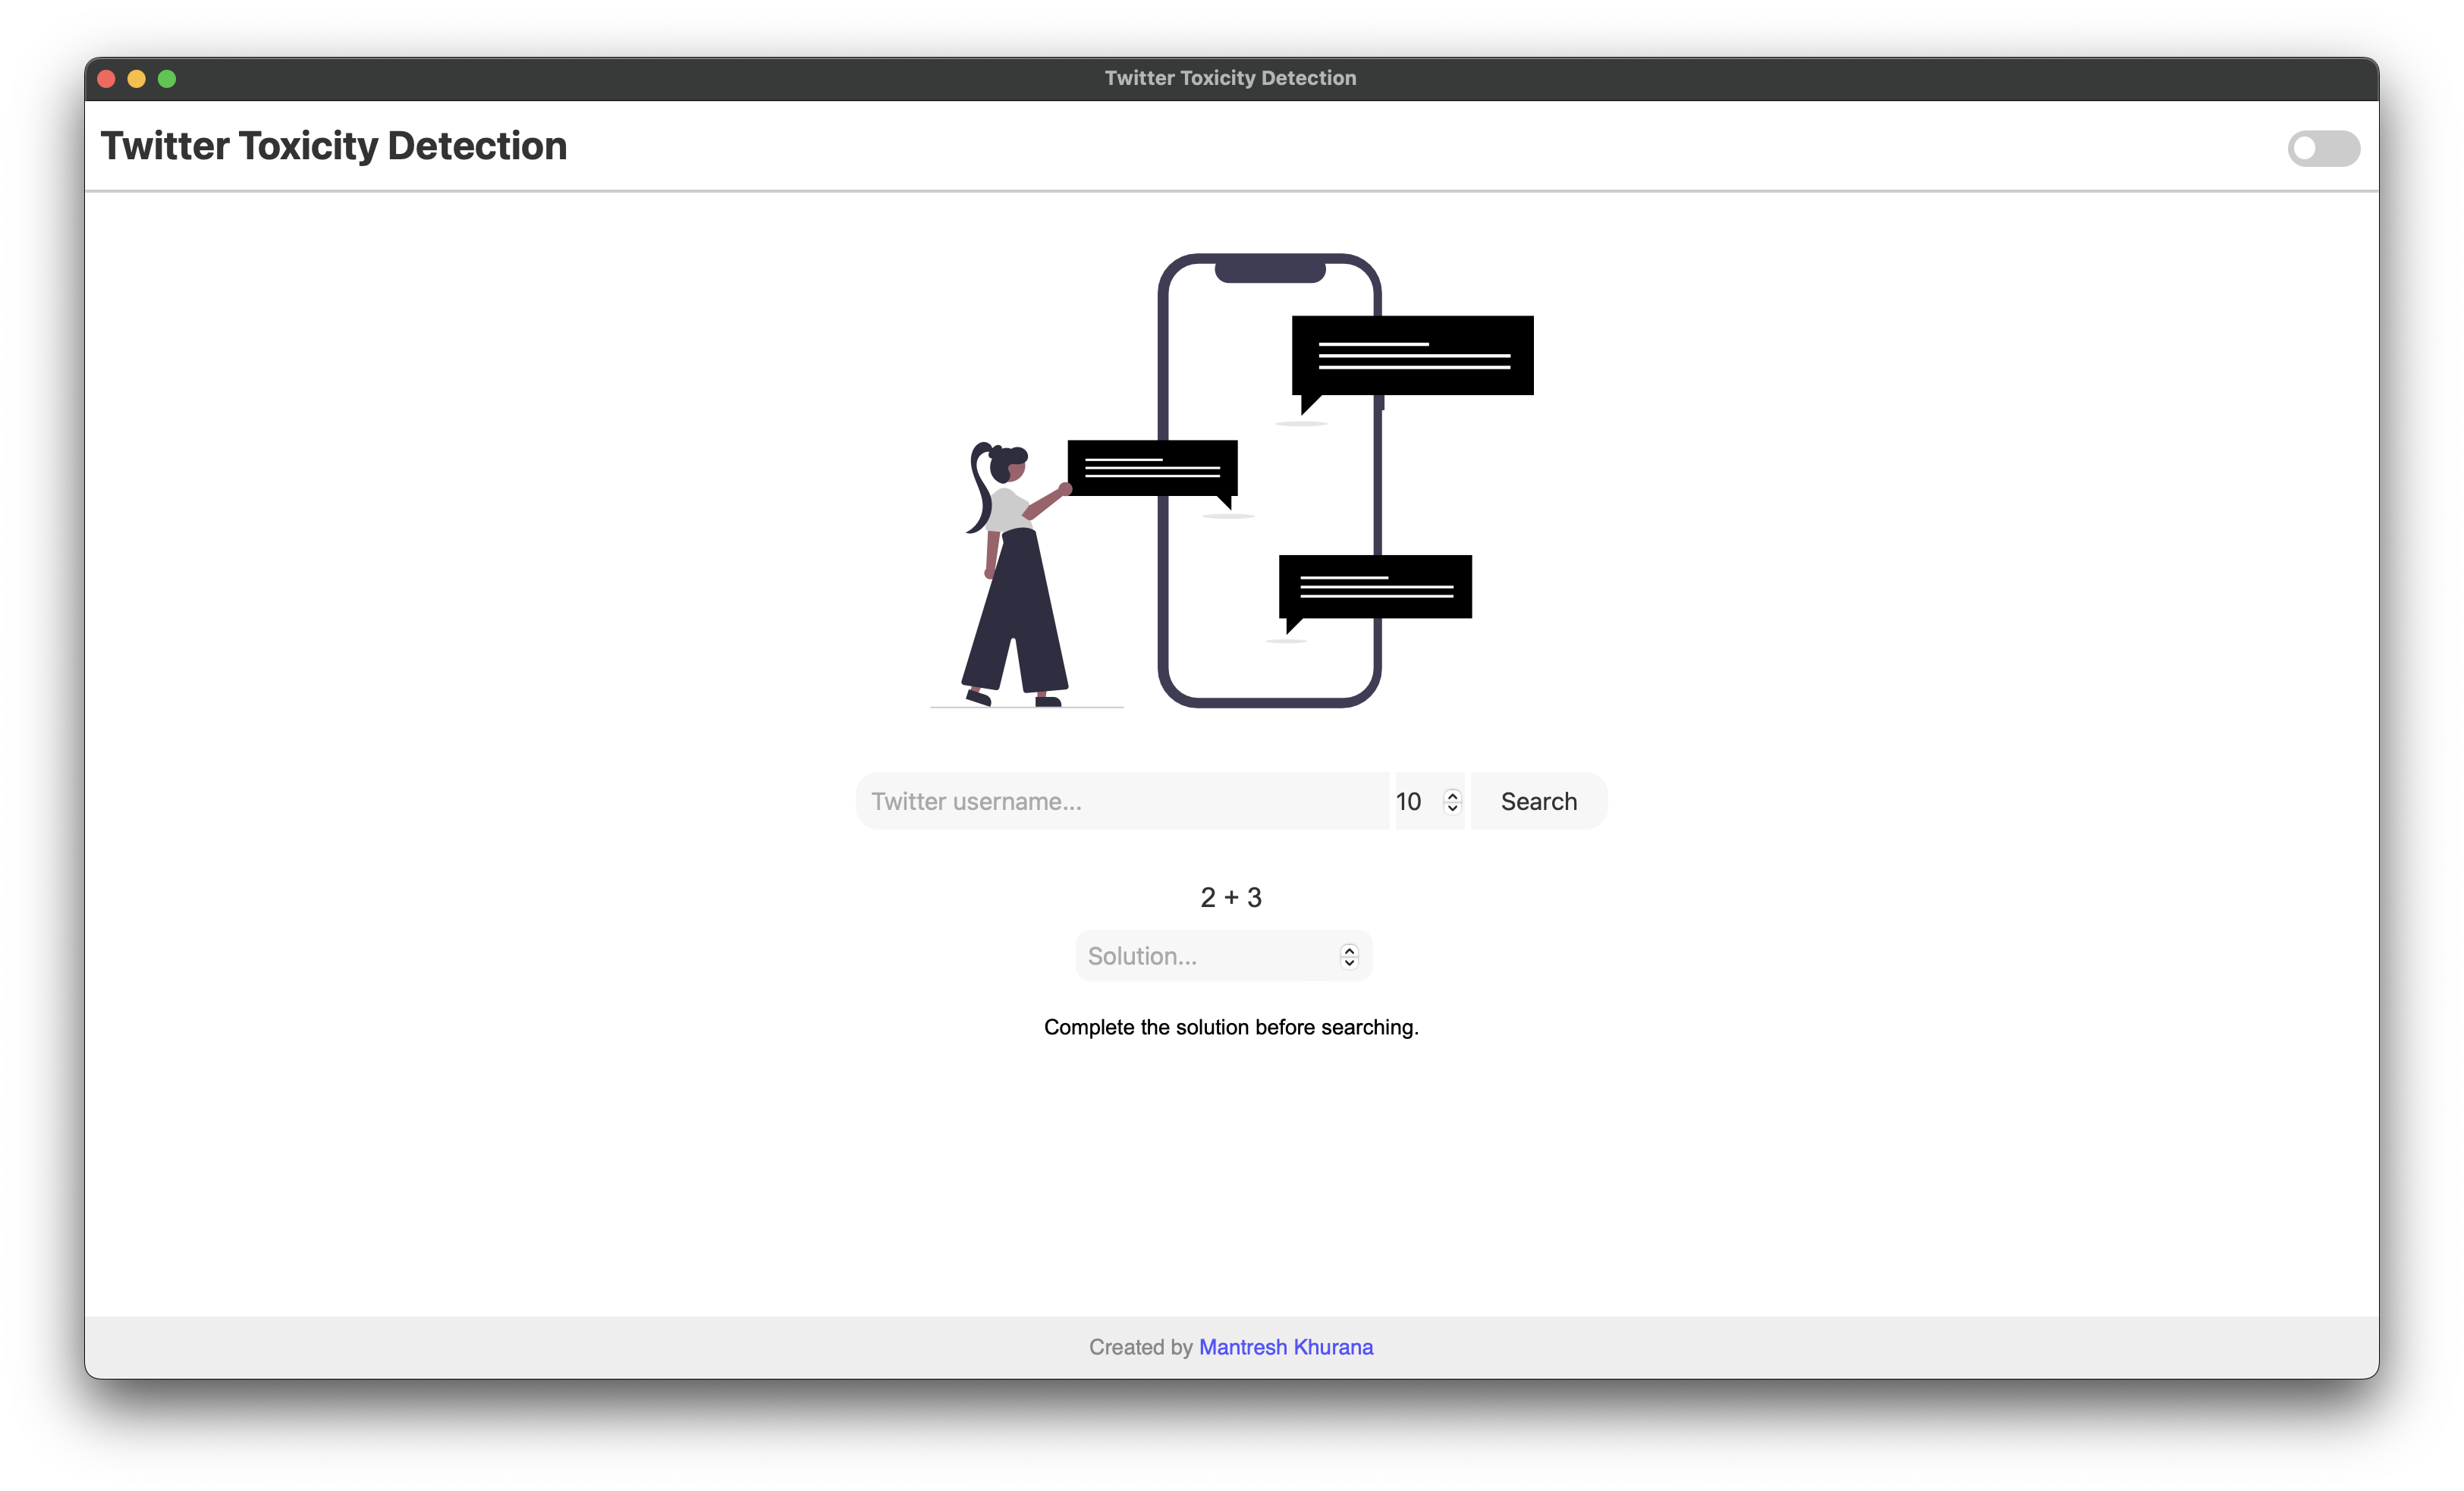 Twitter Toxicity Detection
Twitter Toxicity Detection
Twitter username...
10
Search
2 + 3
Solution...
Complete the solution before searching.
Created by Mantresh Khurana